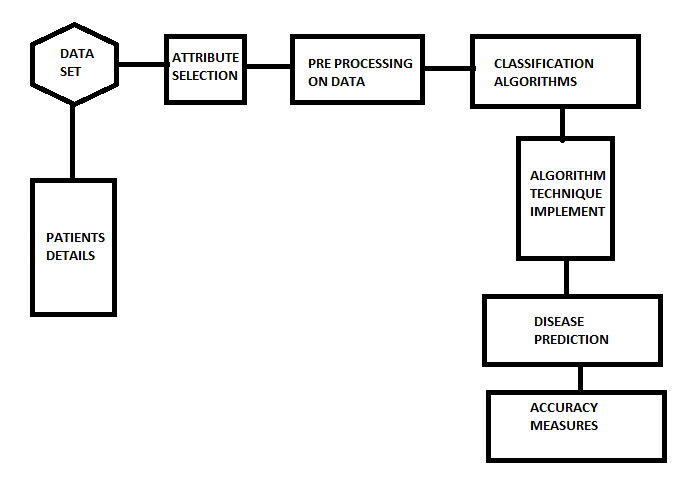 DATA
SET
ATTRIBUTE
SELECTION
PRE PROCESSING
ON DATA
CLASSIFICATION
ALGORITHMS
ALGORITHM
TECHNIQUE
IMPLEMENT
PATIENTS
DETAILS
DISEASE
PREDICTION
ACCURACY
MEASURES